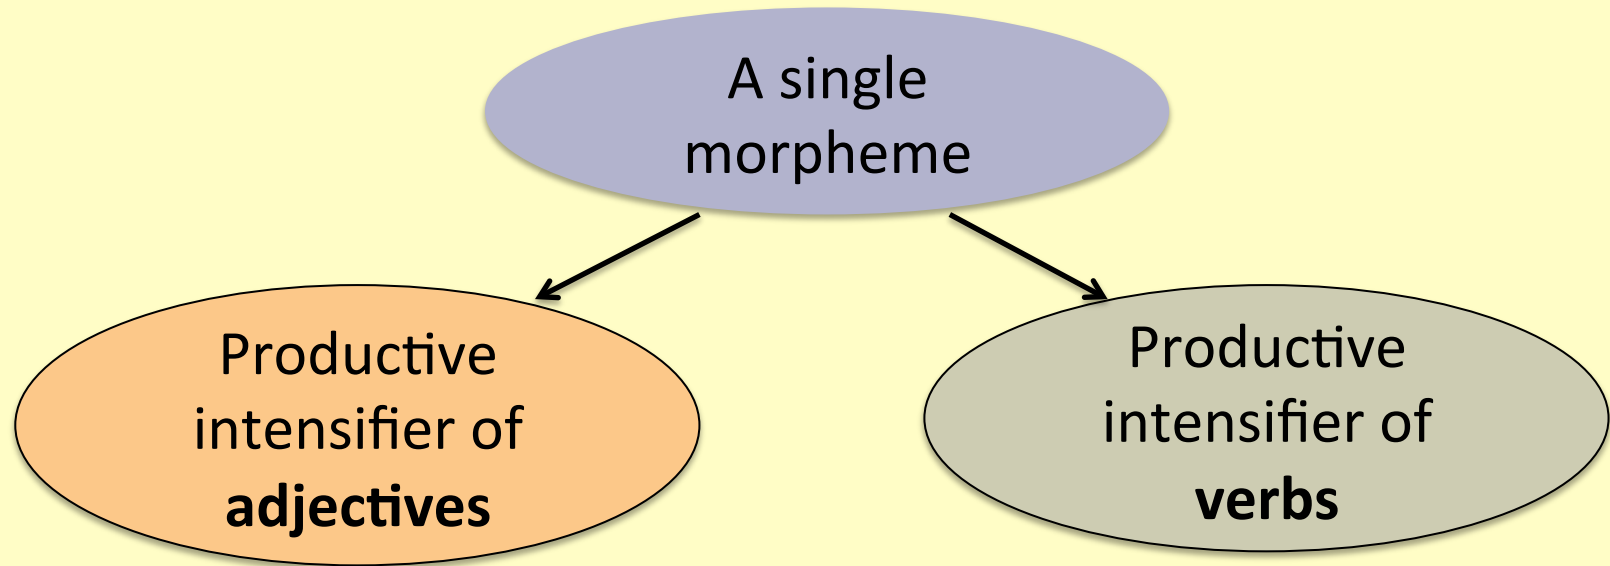 A single
morpheme
Productive
intensifier of
adjectives
Productive
intensifier of
verbs